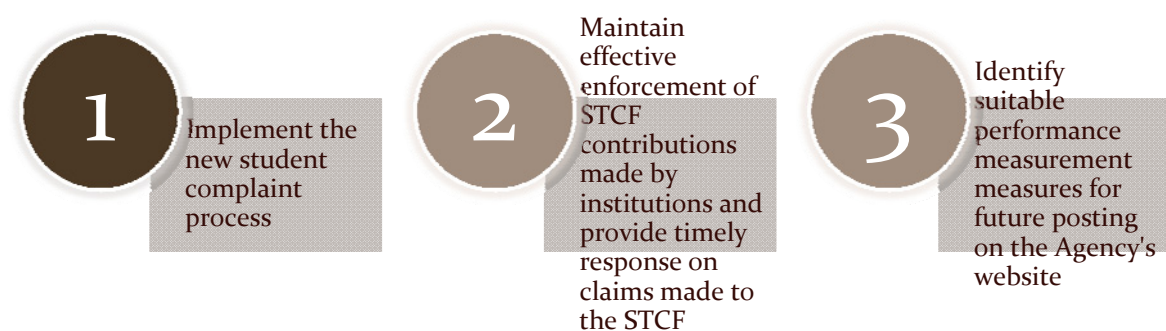 1
Implement the
new student
complaint
process
2
Maintain
effective
enforcement of
STCF
contributions
made by
institutions and
provide timely
response on
claims made to
the STCF
3
Identify
suitable
performance
measurement
measures for
future posting
on the Agency's
website